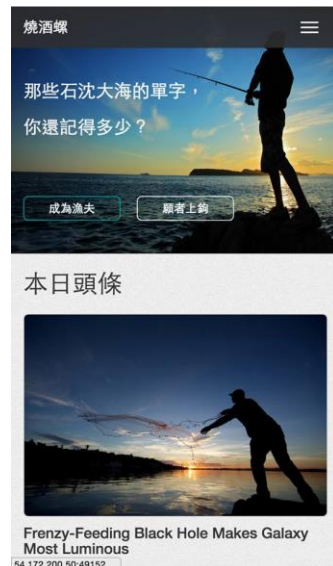 燒酒螺
那些石沈大海的單字，
你還記得多少？
成為漁夫
願者上鉤
本日頭條
Frenzy-Feeding Black Hole Makes Galaxy
Most Luminous
54.172.200.50:49152